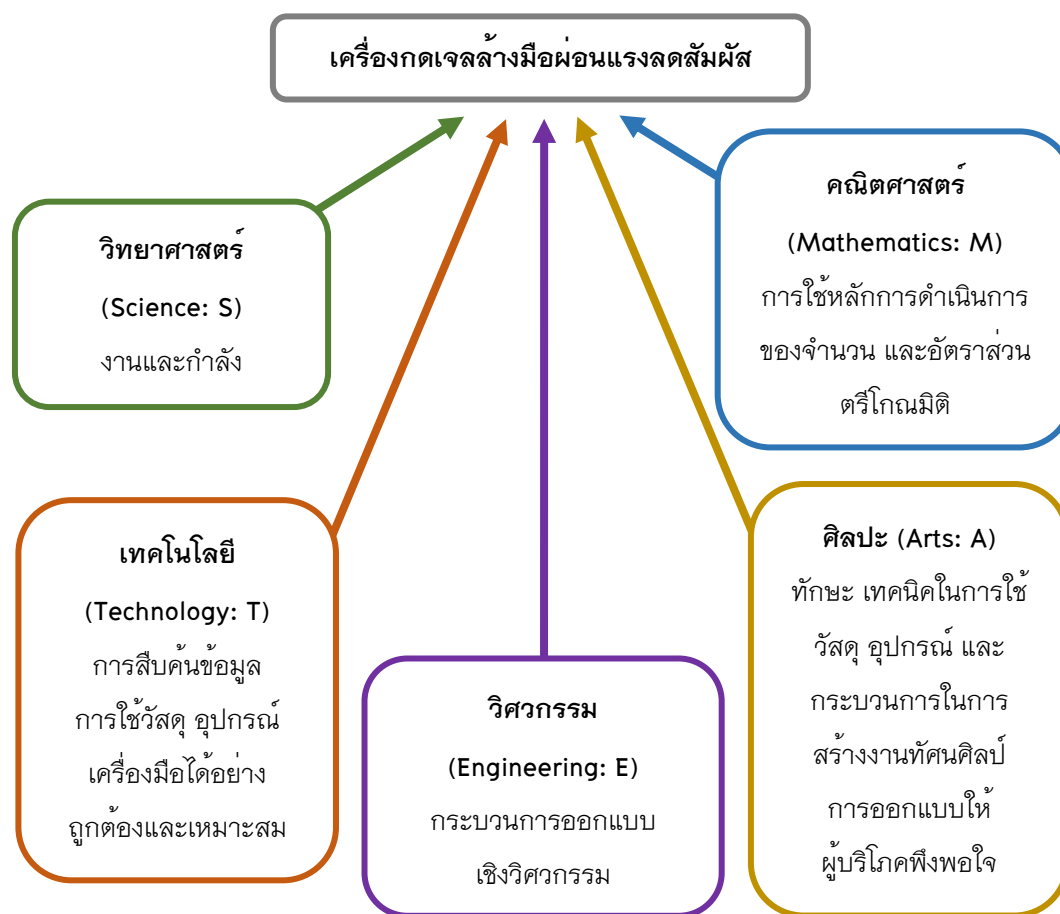 เครื่องกดเจลล้างมือผ่อนแรงลดสัมผัส
วิทยาศาสตร์
(Science: S)
งานและกำลัง
คณิตศาสตร์
(Mathematics: M)
การใช้หลักการดำเนินการ
ของจำนวน และอัตราส่วน
ตรีโกณมิติ
เทคโนโลยี
(Technology: T)
การสืบค้นข้อมูล
การใช้วัสดุ อุปกรณ์
เครื่องมือได้อย่าง
ถูกต้องและเหมาะสม
วิศวกรรม
(Engineering: E)
กระบวนการออกแบบ
เชิงวิศวกรรม
ศิลปะ (Arts: A)
ทักษะ เทคนิคในการใช้
วัสดุ อุปกรณ์ และ
กระบวนการในการ
สร้างงานทัศนศิลป์
การออกแบบให้
ผู้บริโภคพึงพอใจ